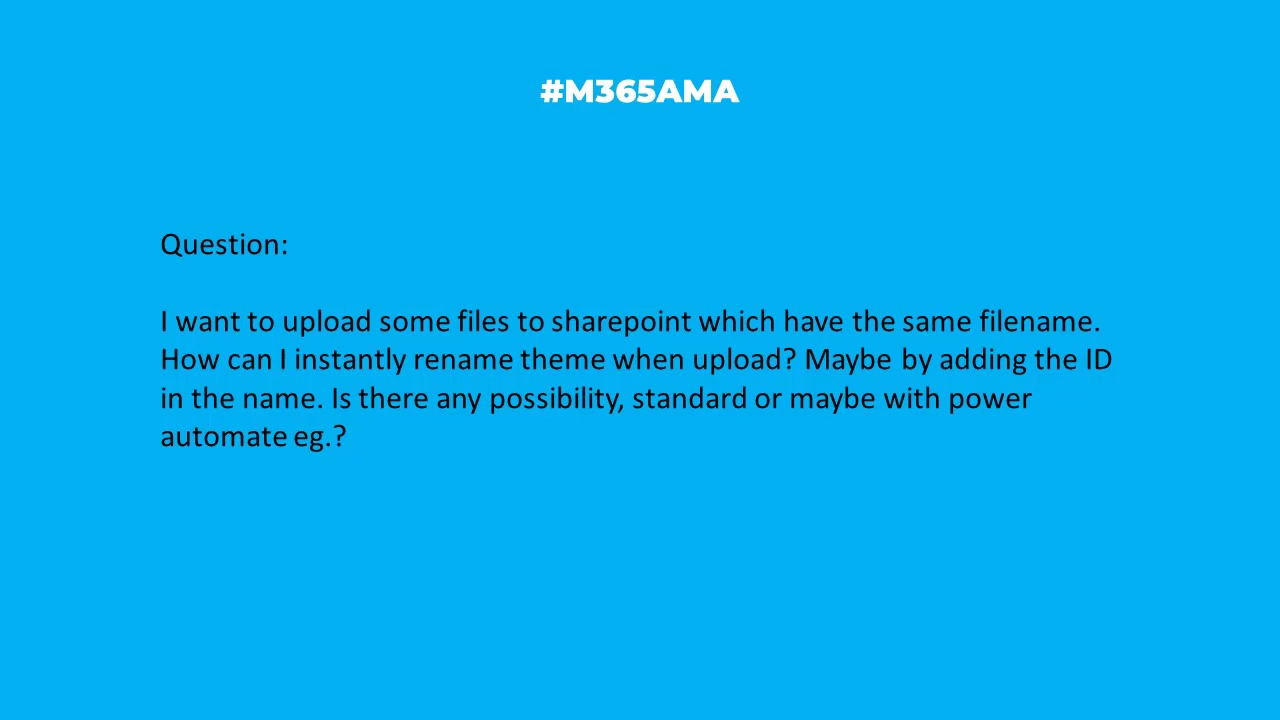 #M365AMA
Question:
I want to upload some files to sharepoint which have the same filename.
How can I instantly rename theme when upload? Maybe by adding the ID
in the name. Is there any possibility, standard or maybe with power
automate eg.?